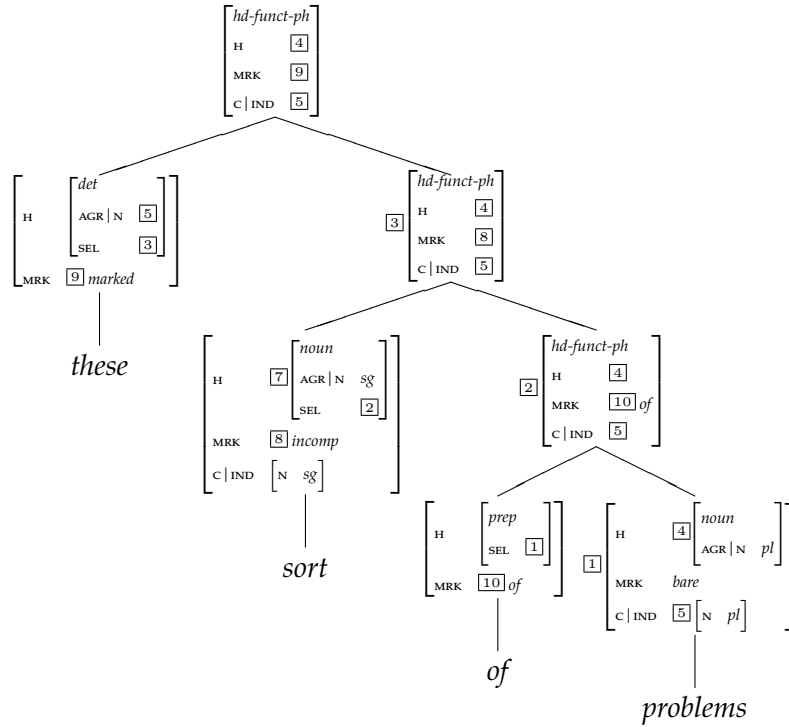 hd-funct-ph
H 4
MRK 9
C | IND 5
det
H AGR | N 5
SEL 3
MRK 9 marked
these
3 hd-funct-ph
H 4
MRK 8
C | IND 5
noun
H 7 AGR | N sg
SEL 2
MRK 8 incomp
C | IND N sg
sort
2 hd-funct-ph
H 4
MRK 10 of
C | IND 5
prep
H SEL 1
MRK 10 of
of
1 noun
H 4 AGR | N pl
MRK bare
C | IND 5 N pl
problems